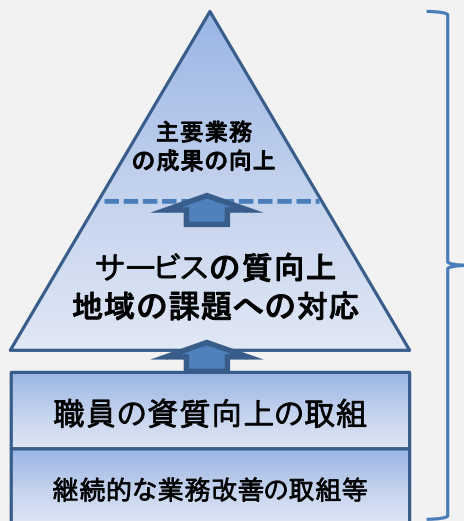 主要業務
の成果の向上
サービスの質向上
地域の課題への対応
職員の資質向上の取組
継続的な業務改善の取組等